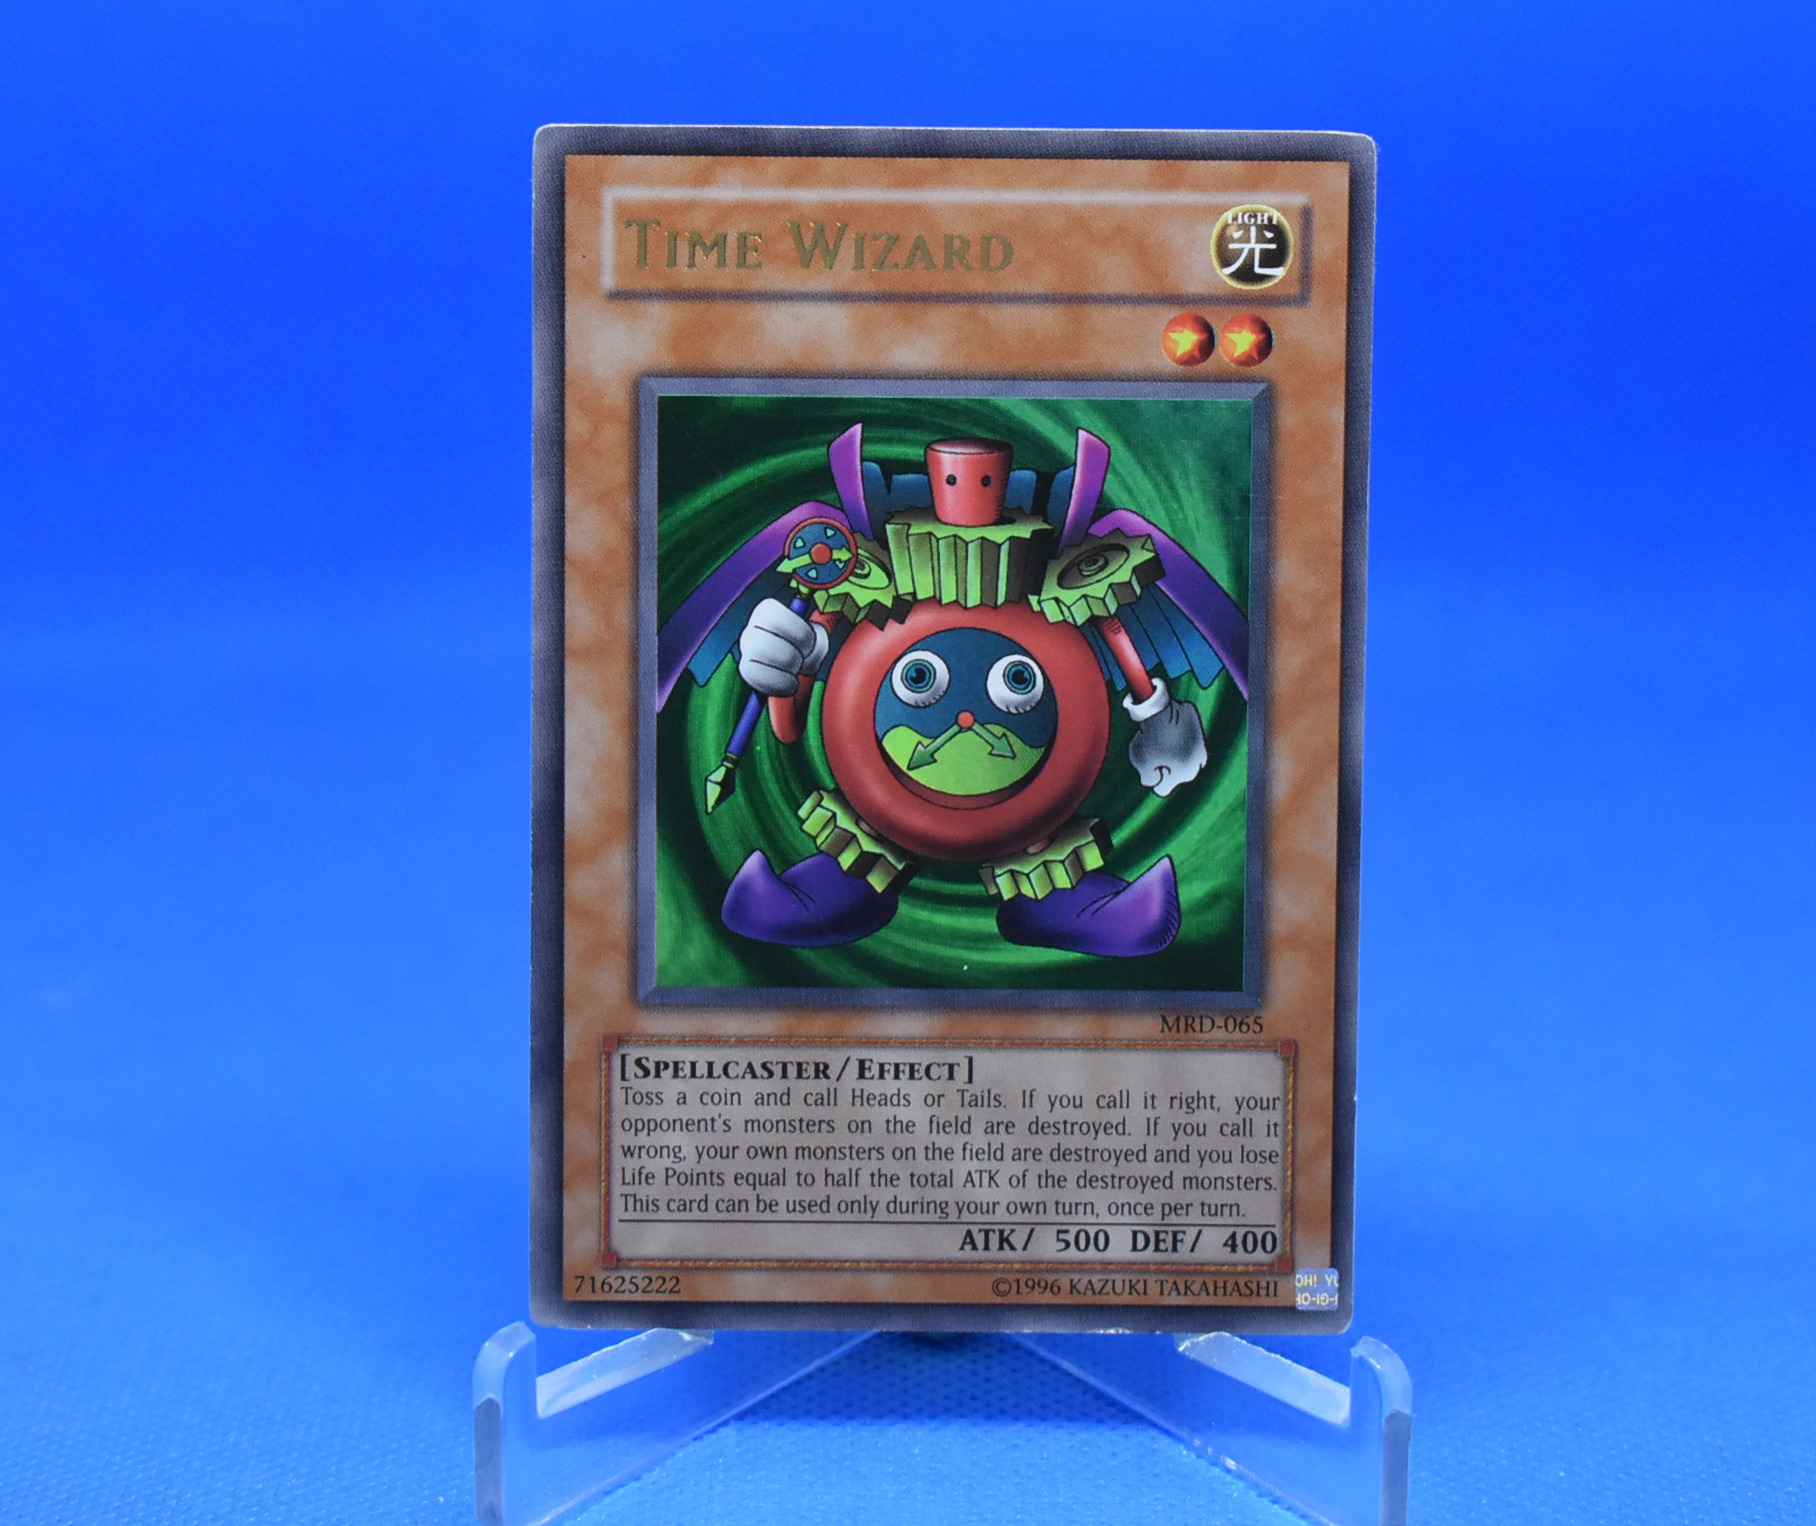 TIME WIZARD
LIGHT
光
MRD-065
[SPELLCASTER/EFFECT]
Toss a coin and call Heads or Tails. If you call it right, your
opponent's monsters on the field are destroyed. If you call it
wrong, your own monsters on the field are destroyed and you lose
Life Points equal to half the total ATK of the destroyed monsters.
This card can be used only during your own turn, once per turn.
ATK/ 500 DEF/ 400
71625222
©1996 KAZUKI TAKAHASHI
OH! YU